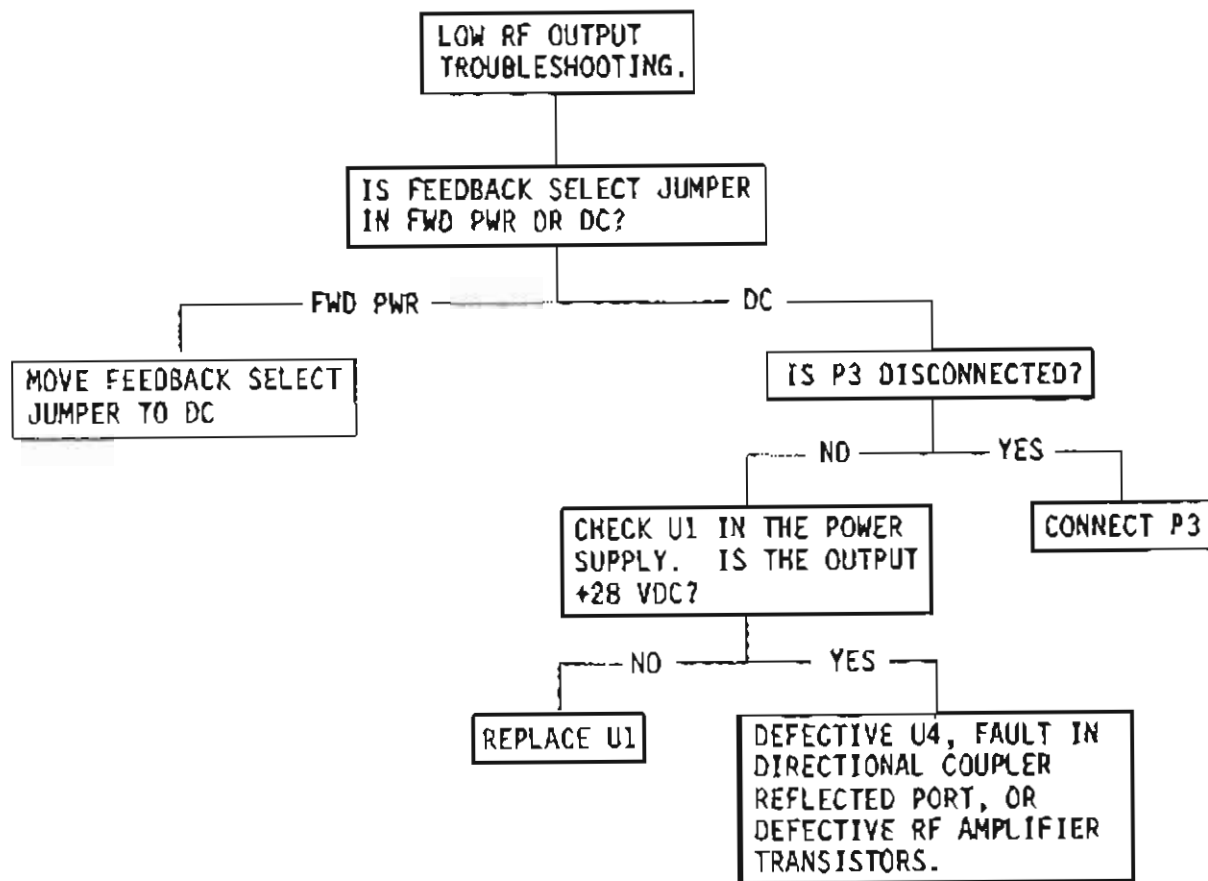 LOW RF OUTPUT
TROUBLESHOOTING.
IS FEEDBACK SELECT JUMPER
IN FWD PWR OR DC?
FWD PWR
DC
MOVE FEEDBACK SELECT
JUMPER TO DC
IS P3 DISCONNECTED?
NO
YES
CHECK U1 IN THE POWER
SUPPLY. IS THE OUTPUT
+28 VDC?
CONNECT P3
NO
YES
REPLACE U1
DEFECTIVE U4, FAULT IN
DIRECTIONAL COUPLER
REFLECTED PORT, OR
DEFECTIVE RF AMPLIFIER
TRANSISTORS.